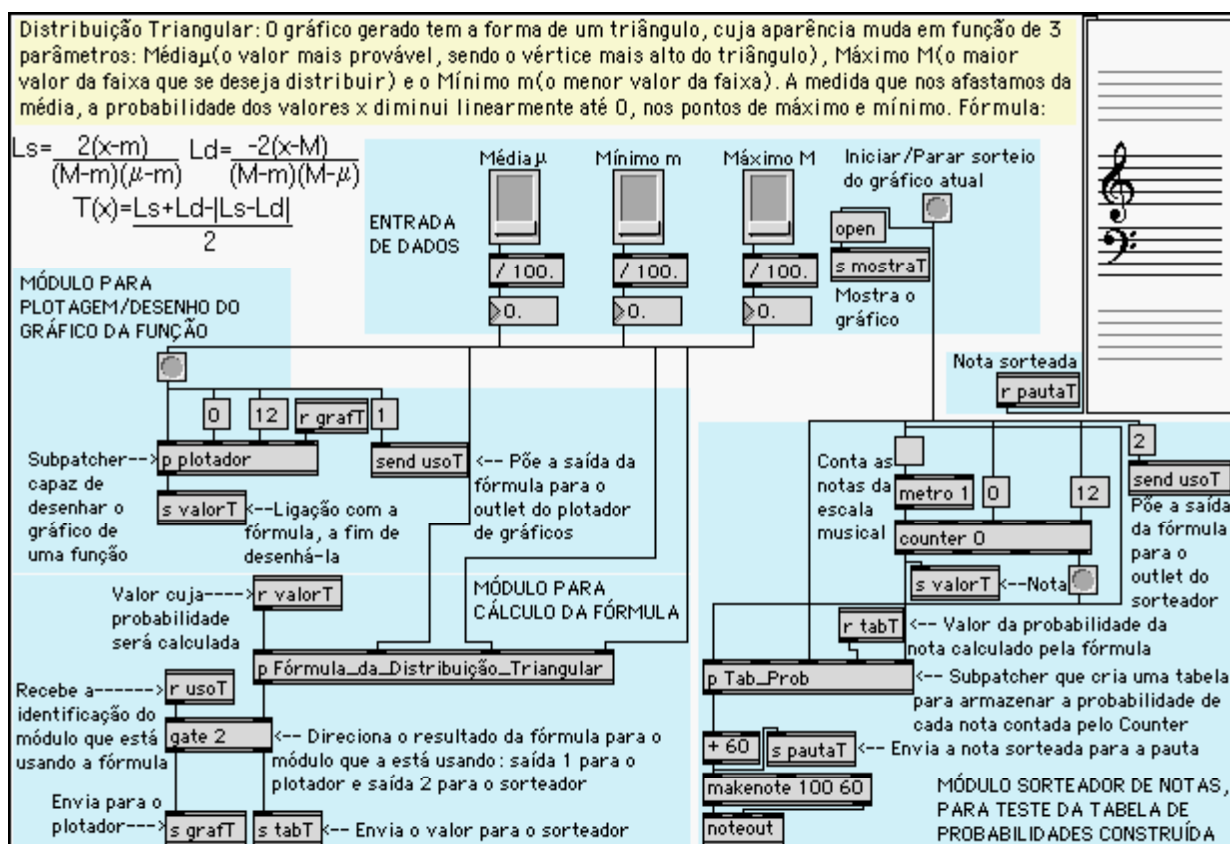 Distribuição Triangular: O gráfico gerado tem a forma de um triângulo, cuja aparência muda em função de 3
parâmetros: Médiaµ(o valor mais provável, sendo o vértice mais alto do triângulo), Máximo M(o maior
valor da faixa que se deseja distribuir) e o Mínimo m(o menor valor da faixa). A medida que nos afastamos da
média, a probabilidade dos valores x diminui linearmente até 0, nos pontos de máximo e mínimo. Fórmula:
Ls= 2(x-m)
(M-m)(µ-m)
Ld= -2(x-M)
(M-m)(M-µ)
T(x)=Ls+Ld-|Ls-Ld|
2
ENTRADA
DE DADOS
Média µ
Mínimo m
Máximo M
/ 100.
/ 100.
/ 100.
0.
0.
0.
Iniciar/Parar sorteio
do gráfico atual
open
s mostraT
Mostra o
gráfico
MÓDULO PARA
PLOTAGEM/DESENHO DO
GRÁFICO DA FUNÇÃO
0
12
r grafT
1
Subpatcher-->
capaz de
desenhar o
gráfico de
uma função
p plotador
send usoT
<-- Põe a saída da
fórmula para o
outlet do plotador
de gráficos
s valorT
<--Ligação com a
fórmula, a fim de
desenhá-la
Nota sorteada
r pautaT
Conta as
notas da
escala
musical
metro 1
0
12
counter 0
2
send usoT
Põe a saída
da fórmula
para o
outlet do
sorteador
s valorT
<--Nota
Valor cuja---->
probabilidade
será calculada
r valorT
MÓDULO PARA
CÁLCULO DA FÓRMULA
p Fórmula_da_Distribuição_Triangular
r tabT
<-- Valor da probabilidade da
nota calculado pela fórmula
p Tab_Prob
<-- Subpatcher que cria uma tabela
para armazenar a probabilidade de
cada nota contada pelo Counter
Recebe a------>
identificação do
módulo que está
usando a fórmula
r usoT
gate 2
<-- Direciona o resultado da fórmula para o
módulo que a está usando: saída 1 para o
plotador e saída 2 para o sorteador
+ 60
s pautaT
<-- Envia a nota sorteada para a pauta
makenote 100 60
noteout
MÓDULO SORTEADOR DE NOTAS,
PARA TESTE DA TABELA DE
PROBABILIDADES CONSTRUÍDA
Envia para o
plotador--->
s grafT
s tabT
<-- Envia o valor para o sorteador